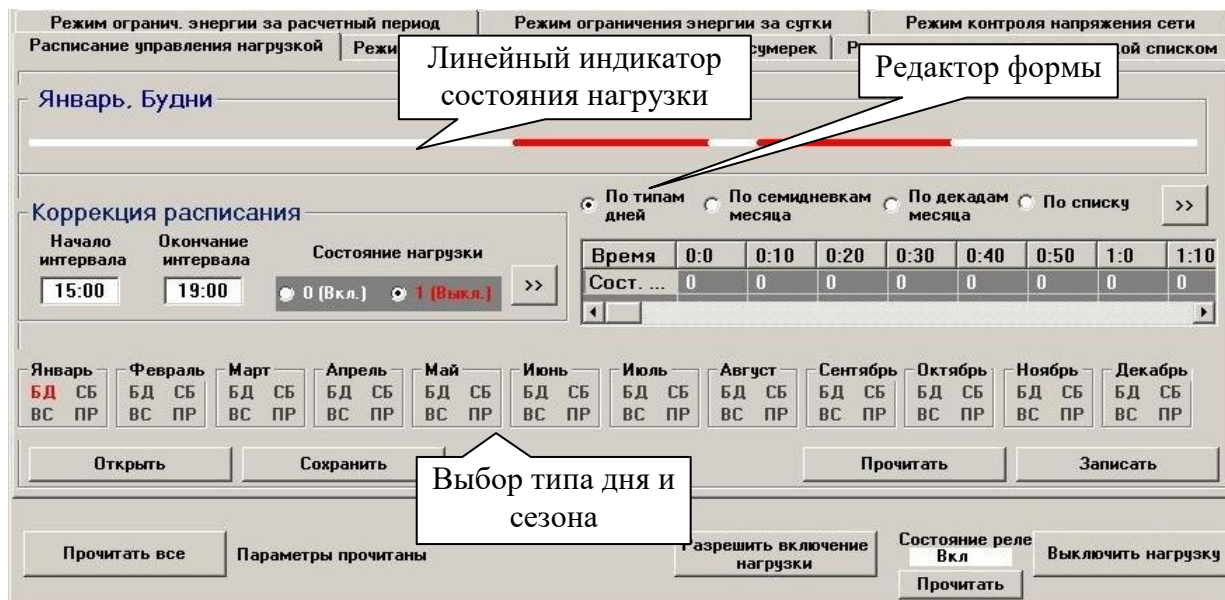 Режим огранич. энергии за расчетный период
Режим ограничения энергии за сутки
Режим контроля напряжения сети
Расписание управления нагрузкой
сумерек
списком
Линейный индикатор
состояния нагрузки
Редактор формы
Январь, Будни
Коррекция расписания
Начало
интервала
Окончание
интервала
Состояние нагрузки
15:00
19:00
0 (Вкл.)
1 (Выкл.)
>>
По типам
дней
По семидневкам
месяца
По декадам
месяца
По списку
>>
Время 0:0 0:10 0:20 0:30 0:40 0:50 1:0 1:10
Сост. ... 0 0 0 0 0 0 0 0
Январь Февраль Март Апрель Май Июнь Июль Август Сентябрь Октябрь Ноябрь Декабрь
БД СБ БД СБ БД СБ БД СБ БД СБ БД СБ БД СБ БД СБ БД СБ БД СБ БД СБ БД СБ
ВС ПР ВС ПР ВС ПР ВС ПР ВС ПР ВС ПР ВС ПР ВС ПР ВС ПР ВС ПР ВС ПР ВС ПР
Открыть
Сохранить
Прочитать
Записать
Выбор типа дня и
сезона
Прочитать все
Параметры прочитаны
Разрешить включение
нагрузки
Состояние реле
Вкл
Прочитать
Выключить нагрузку